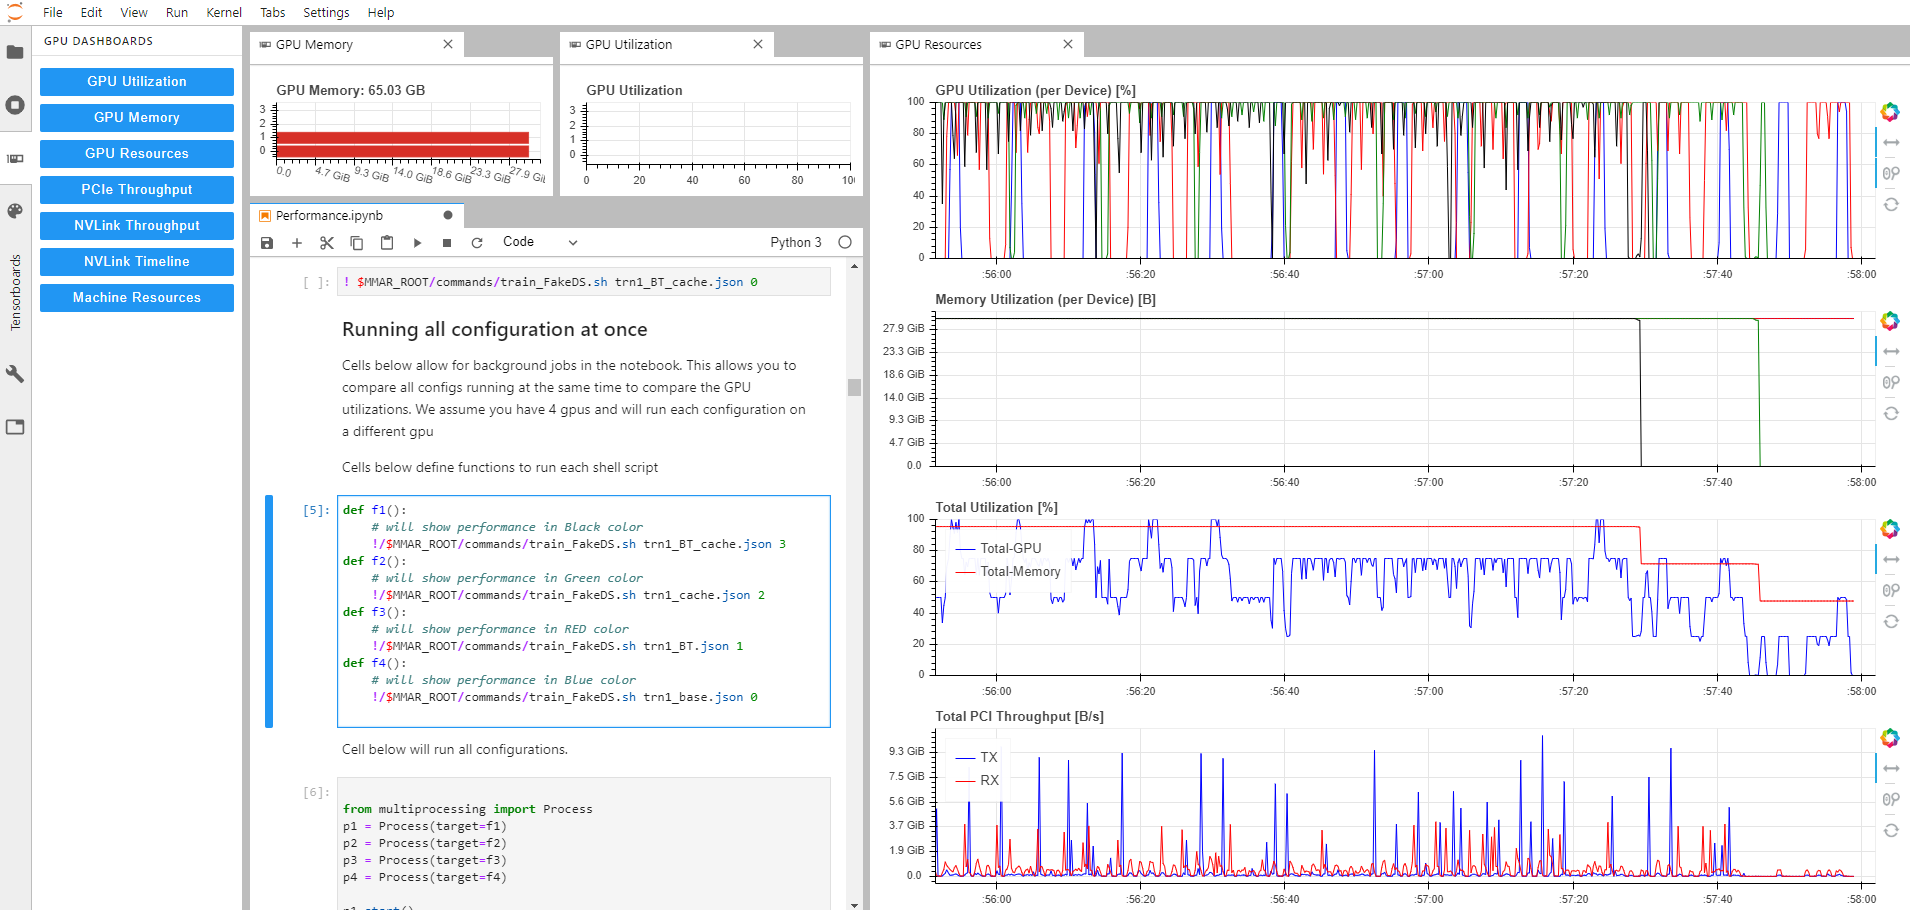 File Edit View Run Kernel Tabs Settings Help
GPU DASHBOARDS
GPU Utilization
GPU Memory
GPU Resources
PCIe Throughput
NVLink Throughput
NVLink Timeline
Machine Resources
Tensorboards
GPU Memory
GPU Memory: 65.03 GB
3
2
1
0
0.0 4.7 GiB 9.3 GiB 14.0 GiB 18.6 GiB 23.3 GiB 27.9 Gi
GPU Utilization
GPU Utilization
3
2
1
0
0 20 40 60 80 10
Performance.ipynb
Code Python 3
[ ]: ! $MMAR_ROOT/commands/train_FakeDS.sh trn1_BT_cache.json 0
Running all configuration at once
Cells below allow for background jobs in the notebook. This allows you to
compare all configs running at the same time to compare the GPU
utilizations. We assume you have 4 gpus and will run each configuration on
a different gpu
Cells below define functions to run each shell script
[5]: def f1():
# will show performance in Black color
!/$MMAR_ROOT/commands/train_FakeDS.sh trn1_BT_cache.json 3
def f2():
# will show performance in Green color
!/$MMAR_ROOT/commands/train_FakeDS.sh trn1_cache.json 2
def f3():
# will show performance in RED color
!/$MMAR_ROOT/commands/train_FakeDS.sh trn1_BT.json 1
def f4():
# will show performance in Blue color
!/$MMAR_ROOT/commands/train_FakeDS.sh trn1_base.json 0
Cell below will run all configurations.
[6]:
from multiprocessing import Process
p1 = Process(target=f1)
p2 = Process(target=f2)
p3 = Process(target=f3)
p4 = Process(target=f4)
GPU Resources
GPU Utilization (per Device) [%]
100
80
60
40
20
0
:56:00 :56:20 :56:40 :57:00 :57:20 :57:40 :58:00
Memory Utilization (per Device) [B]
27.9 GiB
23.3 GiB
18.6 GiB
14.0 GiB
9.3 GiB
4.7 GiB
0.0
:56:00 :56:20 :56:40 :57:00 :57:20 :57:40 :58:00
Total Utilization [%]
100
80
60
40
20
0
Total-GPU
Total-Memory
:56:00 :56:20 :56:40 :57:00 :57:20 :57:40 :58:00
Total PCI Throughput [B/s]
9.3 GiB
7.5 GiB
5.6 GiB
3.7 GiB
1.9 GiB
0.0
TX
RX
:56:00 :56:20 :56:40 :57:00 :57:20 :57:40 :58:00